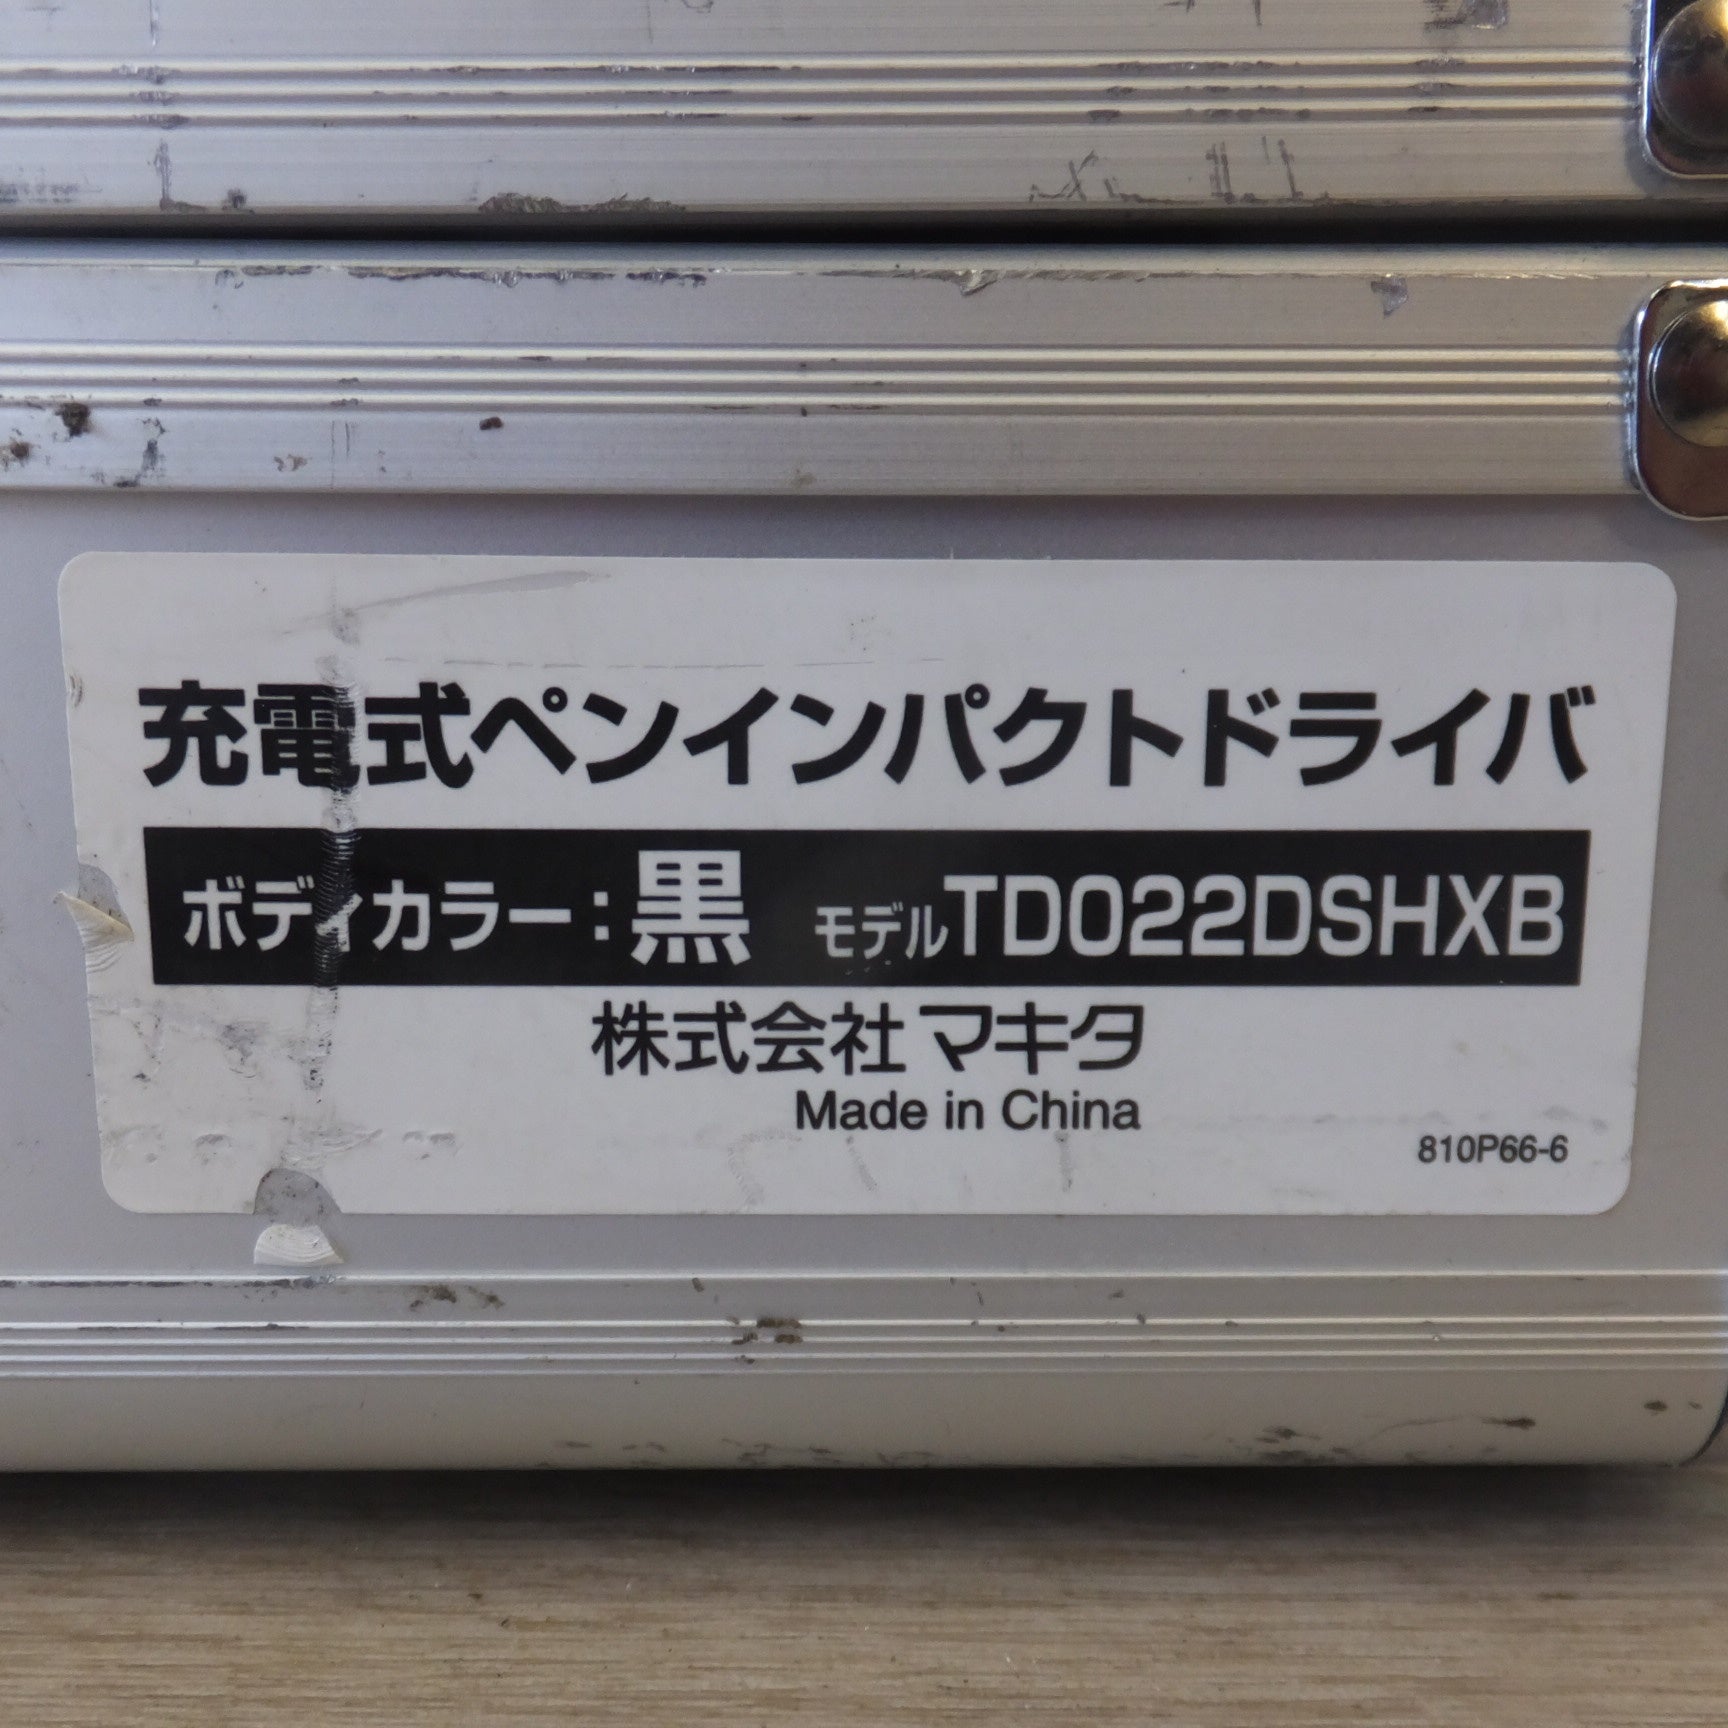 充電式ペンインパクトドライバ
ボディカラー：黒 モデルTD022DSHXB
株式会社マキタ
Made in China
810P66-6